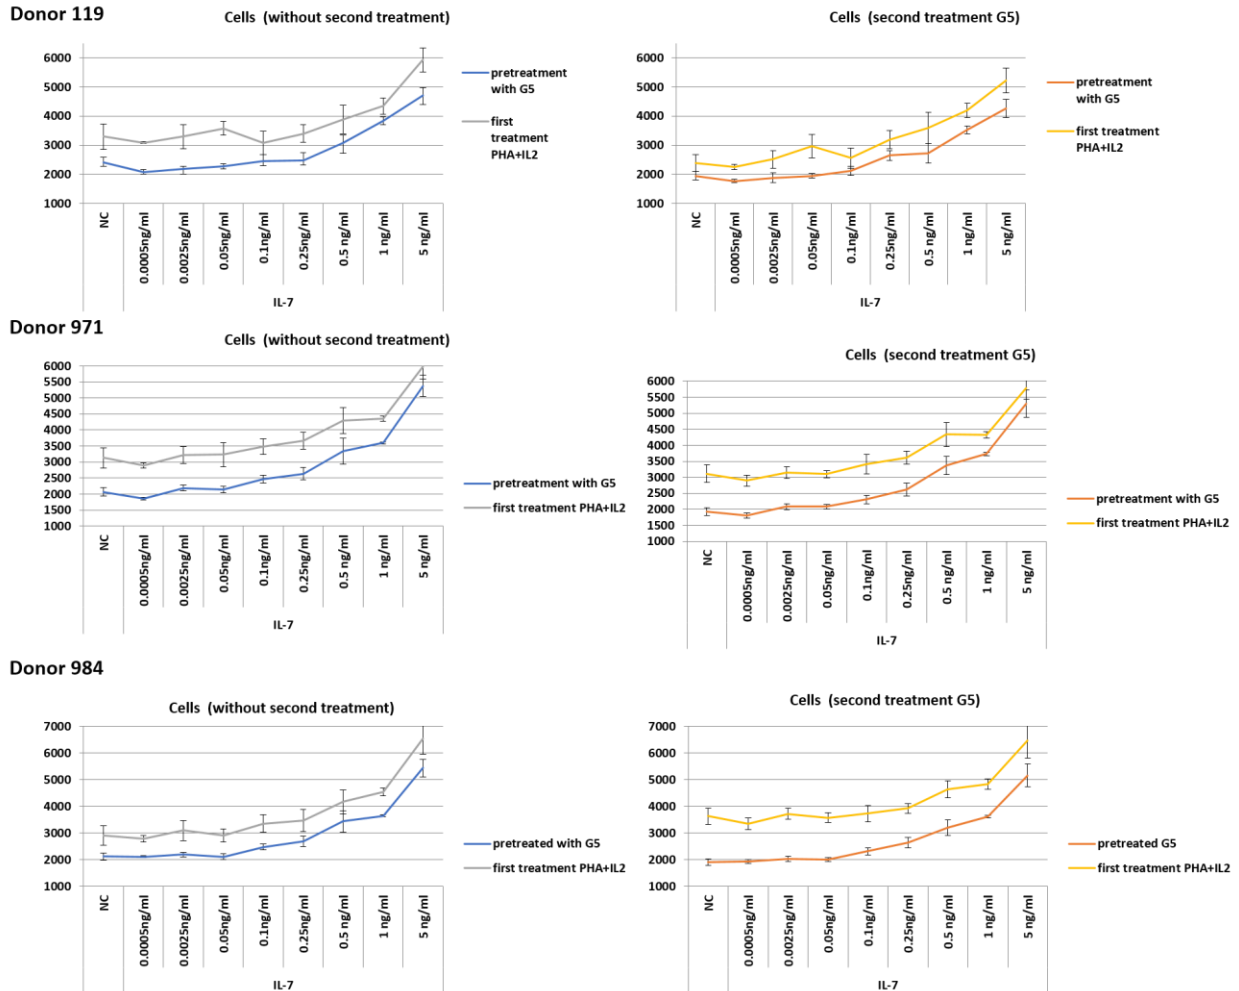 Donor 119
Cells  (without second treatment)
6000
5000
4000
3000
2000
1000
NC
0.0005ng/ml
0.0025ng/ml
0.05ng/ml
0.1ng/ml
0.25ng/ml
0.5 ng/ml
1 ng/ml
5 ng/ml
IL-7
pretreatment
with G5
first
treatment
PHA+IL2
Cells  (second treatment G5)
6000
5000
4000
3000
2000
1000
NC
0.0005ng/ml
0.0025ng/ml
0.05ng/ml
0.1ng/ml
0.25ng/ml
0.5 ng/ml
1 ng/ml
5 ng/ml
IL-7
pretreatment
with G5
first treatment
PHA+IL2
Donor 971
Cells  (without second treatment)
6000
5500
5000
4500
4000
3500
3000
2500
2000
1500
1000
NC
0.0005ng/ml
0.0025ng/ml
0.05ng/ml
0.1ng/ml
0.25ng/ml
0.5 ng/ml
1 ng/ml
5 ng/ml
IL-7
pretreatment with G5
first treatment PHA+IL2
Cells  (second treatment G5)
6000
5500
5000
4500
4000
3500
3000
2500
2000
1500
1000
NC
0.0005ng/ml
0.0025ng/ml
0.05ng/ml
0.1ng/ml
0.25ng/ml
0.5 ng/ml
1 ng/ml
5 ng/ml
IL-7
pretreatment with G5
first treatment PHA+IL2
Donor 984
Cells  (without second treatment)
7000
6000
5000
4000
3000
2000
1000
NC
0.0005ng/ml
0.0025ng/ml
0.05ng/ml
0.1ng/ml
0.25ng/ml
0.5 ng/ml
1 ng/ml
5 ng/ml
IL-7
pretreated with G5
first treatment PHA+IL2
Cells  (second treatment G5)
7000
6000
5000
4000
3000
2000
1000
NC
0.0005ng/ml
0.0025ng/ml
0.05ng/ml
0.1ng/ml
0.25ng/ml
0.5 ng/ml
1 ng/ml
5 ng/ml
IL-7
pretreated G5
first treatment PHA+IL2